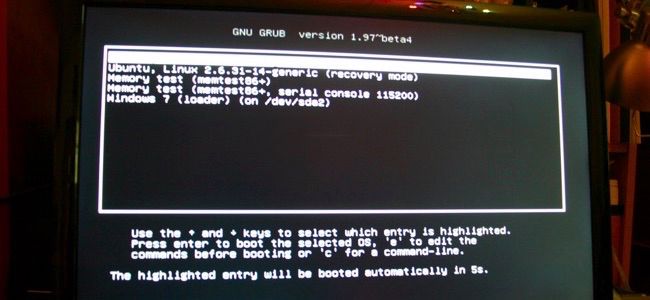 GNU GRUB version 1.97~beta4
Ubuntu, Linux 2.6.31-14-generic (recovery mode)
Memory test (memtest86+)
Memory test (memtest86+, serial console 115200)
Windows 7 (loader) (on /dev/sda2)
Use the ↑ and ↓ keys to select which entry is highlighted.
Press enter to boot the selected OS, 'e' to edit the
commands before booting or 'c' for a command-line.
The highlighted entry will be booted automatically in 5s.